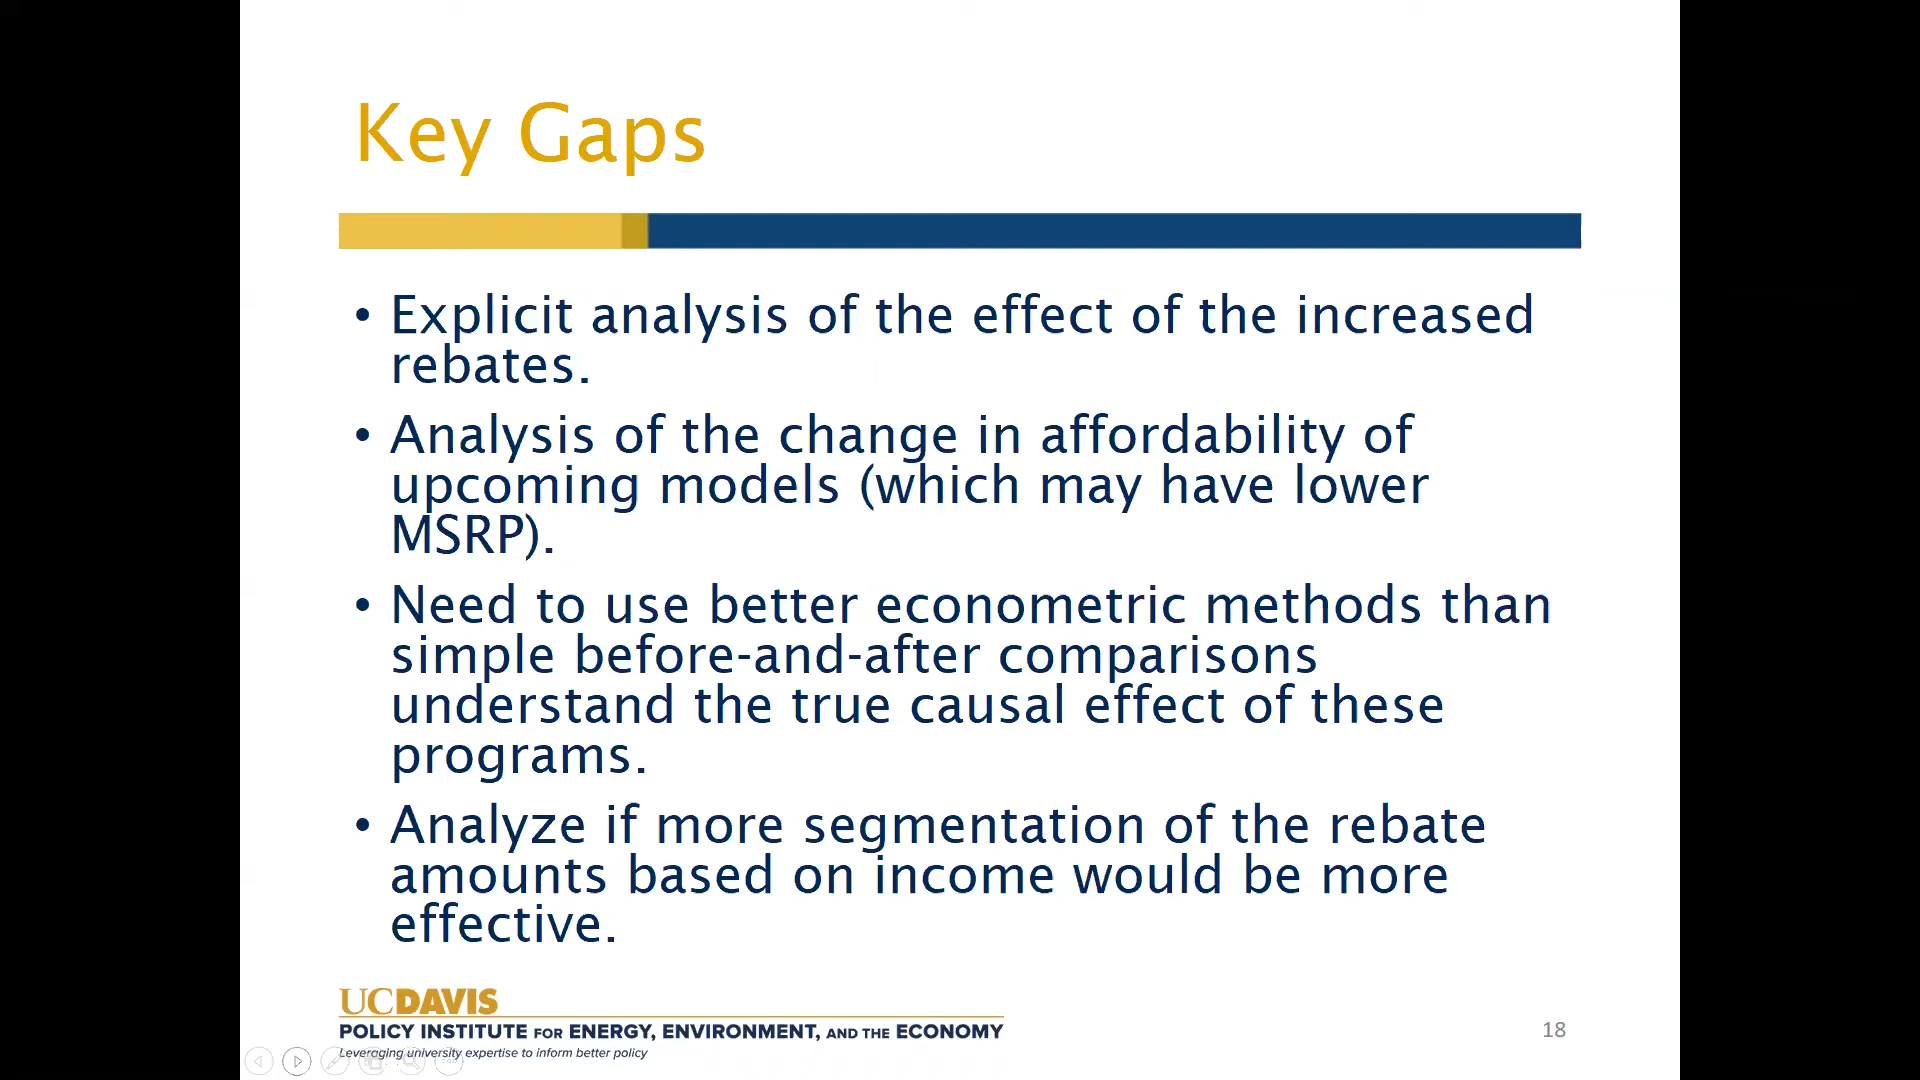 Key Gaps
• Explicit analysis of the effect of the increased
rebates.
• Analysis of the change in affordability of
upcoming models (which may have lower
MSRP).
• Need to use better econometric methods than
simple before-and-after comparisons
understand the true causal effect of these
programs.
• Analyze if more segmentation of the rebate
amounts based on income would be more
effective.
UCDAVIS
POLICY INSTITUTE FOR ENERGY, ENVIRONMENT, AND THE ECONOMY
Leveraging university expertise to inform better policy
18